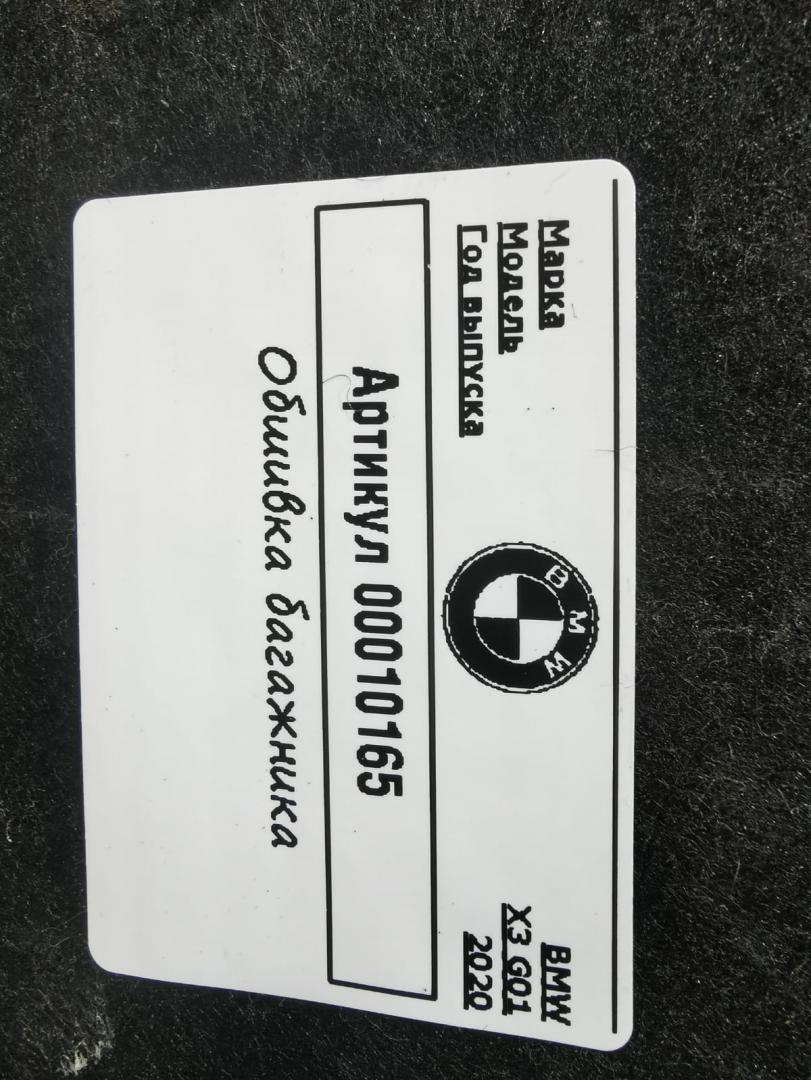 Марка BMW
Модель X3 G01
Год выпуска 2020
BMW
Артикул 00010165
Обшивка багажника